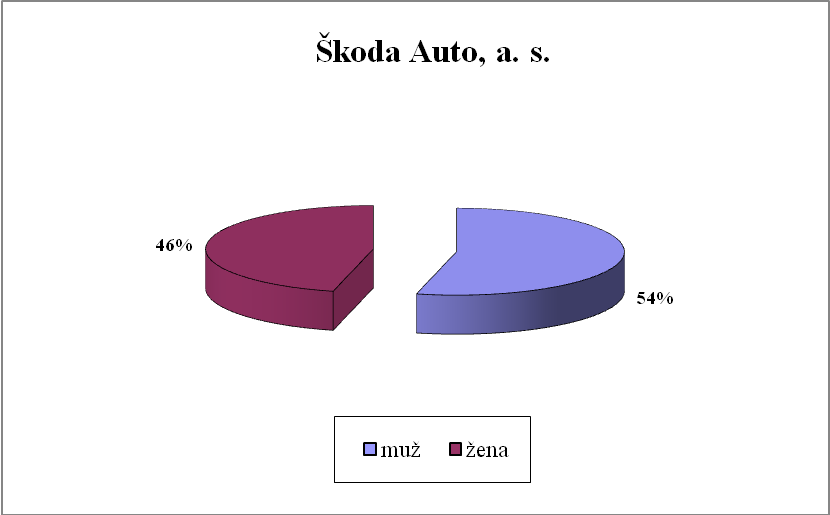 Škoda Auto, a. s.
46%
54%
muž žena